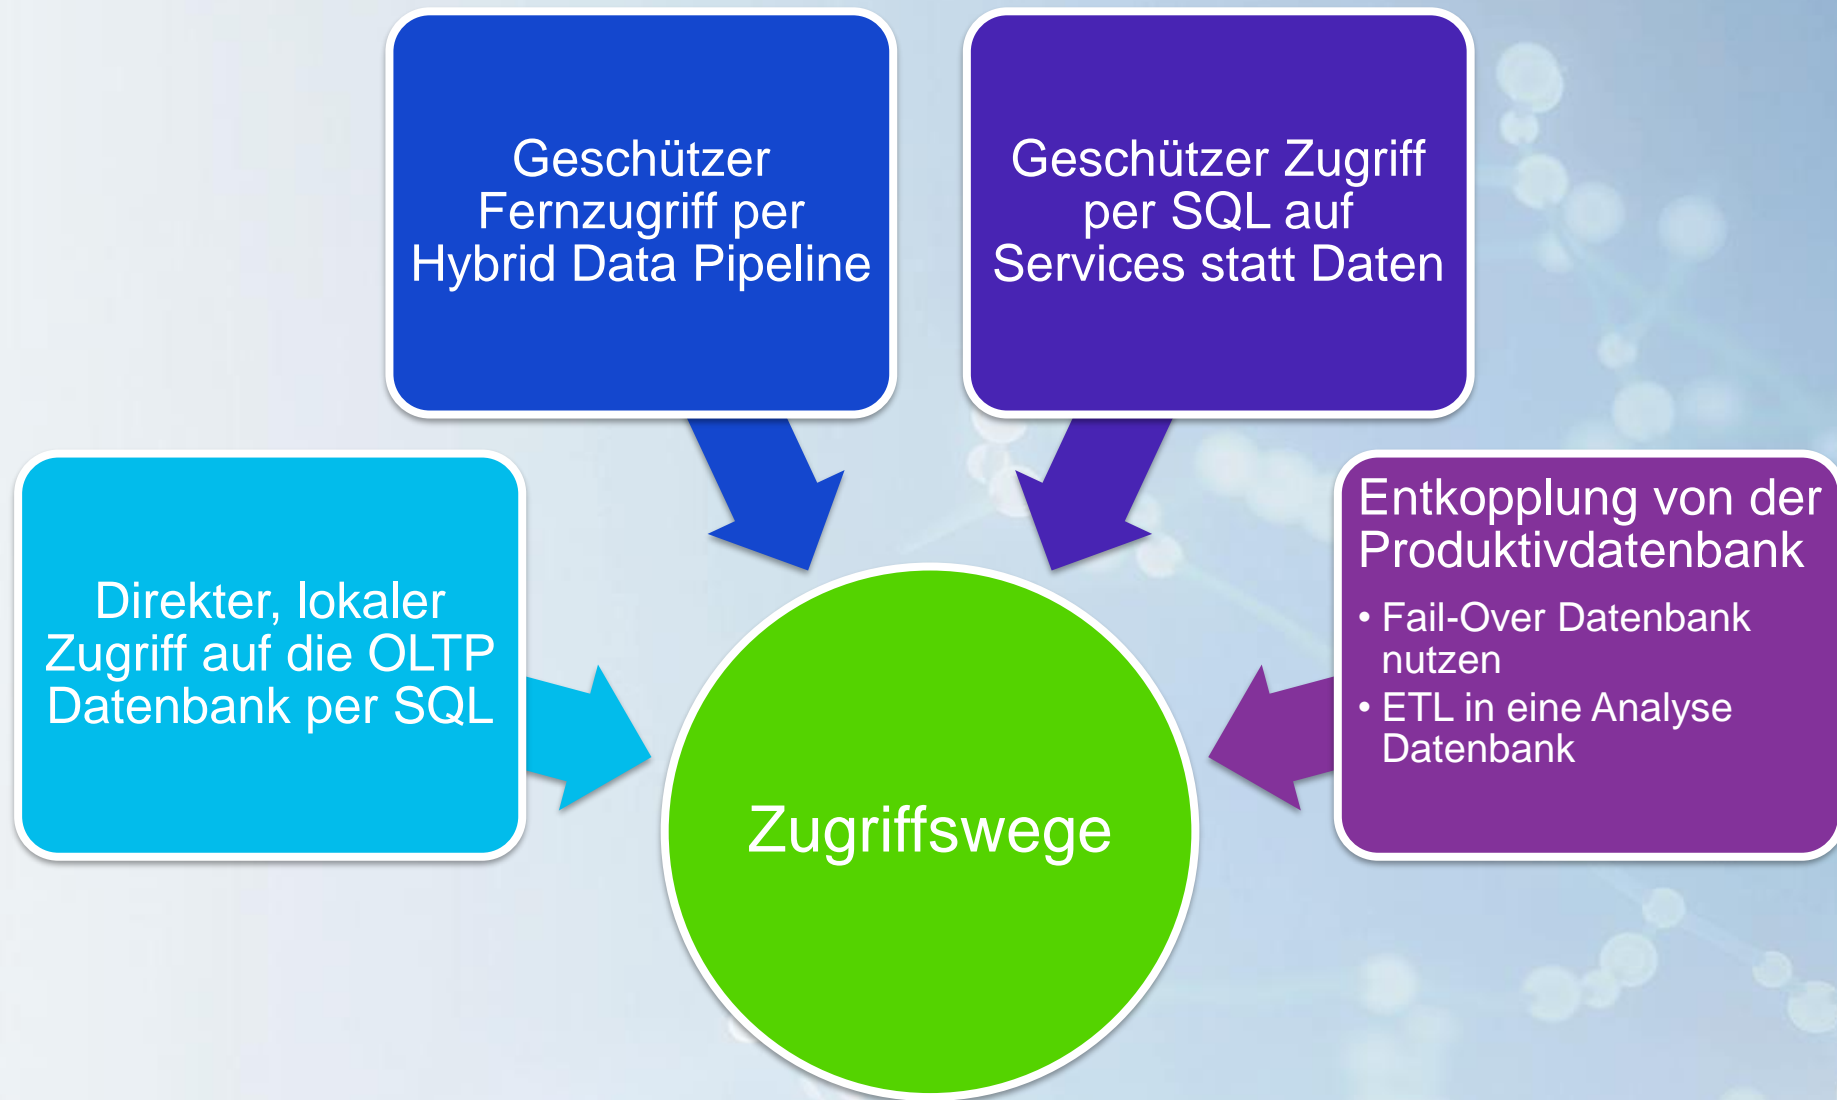 Geschützer
Fernzugriff per
Hybrid Data Pipeline
Geschützer Zugriff
per SQL auf
Services statt Daten
Direkter, lokaler
Zugriff auf die OLTP
Datenbank per SQL
Entkopplung von der
Produktivdatenbank
• Fail-Over Datenbank
nutzen
• ETL in eine Analyse
Datenbank
Zugriffswege